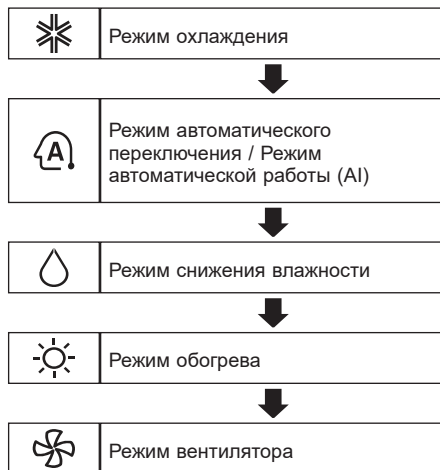 Режим охлаждения
A
Режим автоматического
переключения / Режим
автоматической работы (AI)
Режим снижения влажности
Режим обогрева
Режим вентилятора